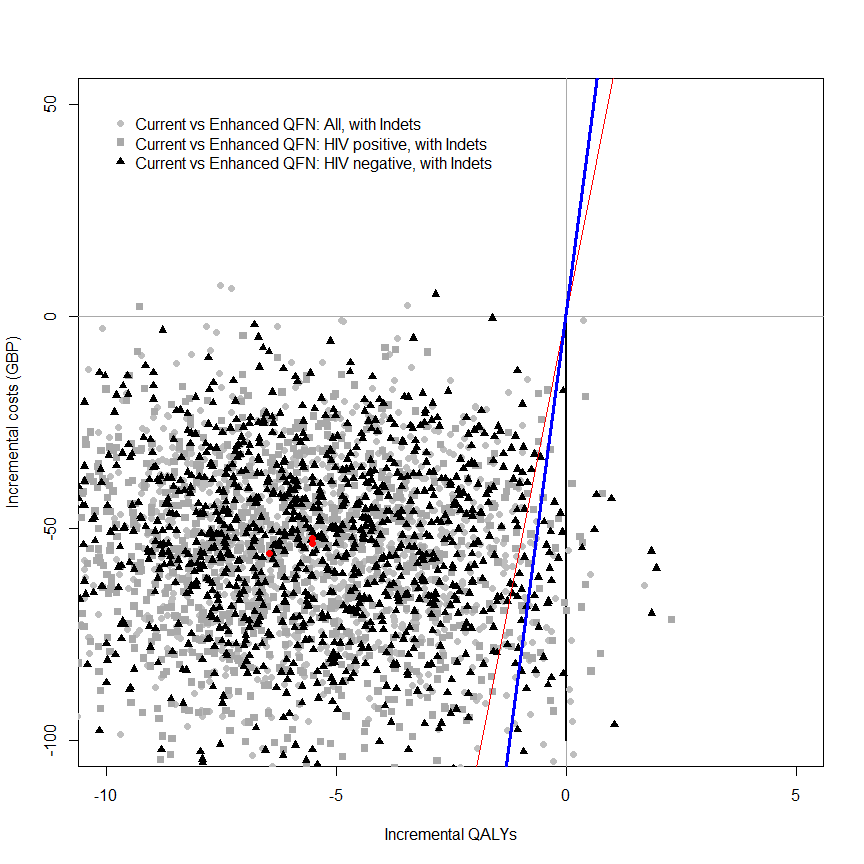 Current vs Enhanced QFN: All, with Indets
Current vs Enhanced QFN: HIV positive, with Indets
Current vs Enhanced QFN: HIV negative, with Indets
Incremental costs (GBP)
50
0
-50
-100
-10
-5
0
5
Incremental QALYs